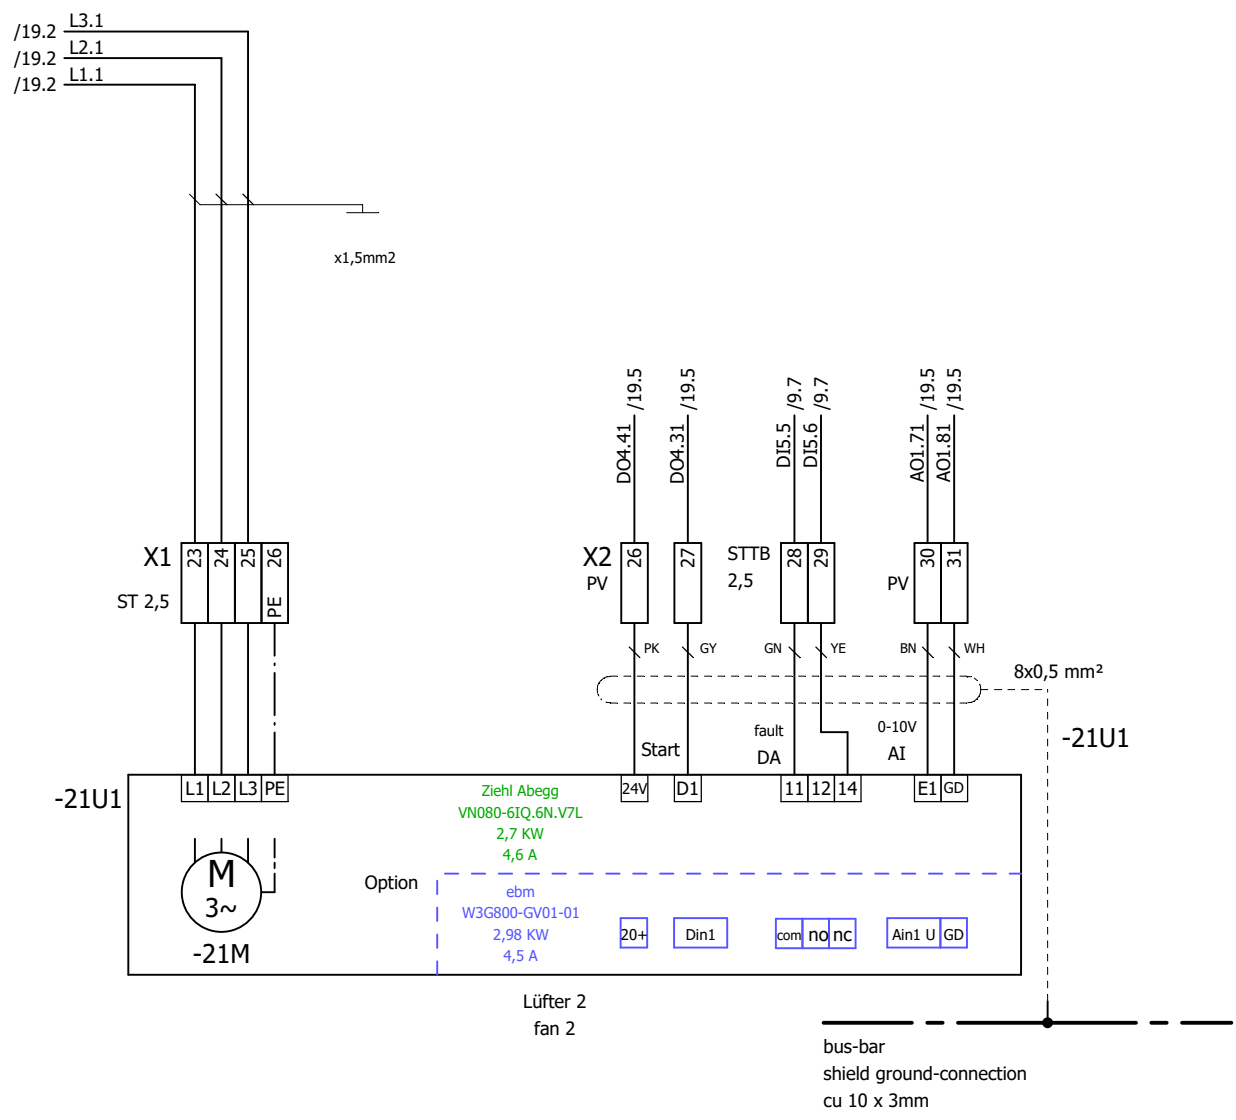 /19.2 L3.1
/19.2 L2.1
/19.2 L1.1
x1,5mm2
/19.5 /19.5 /9.7 /9.7 /19.5 /19.5
DO4.41 DO4.31 DI5.5 DI5.6 AO1.71 AO1.81
X1 23 24 25 26 PE
ST 2,5
X2 26 27 STTB 28 29 30 31
PV 2,5 PV
PK GY GN YE BN WH
8x0,5 mm²
Start fault 0-10V -21U1
DA AI
-21U1 L1 L2 L3 PE 24V D1 11 12 14 E1 GD
Ziehl Abegg
VN080-6IQ.6N.V7L
2,7 KW
4,6 A
M
3~
-21M
Option
ebm
W3G800-GV01-01
2,98 KW
4,5 A
20+ Din1 com no nc Ain1 U GD
Lüfter 2
fan 2
bus-bar
shield ground-connection
cu 10 x 3mm